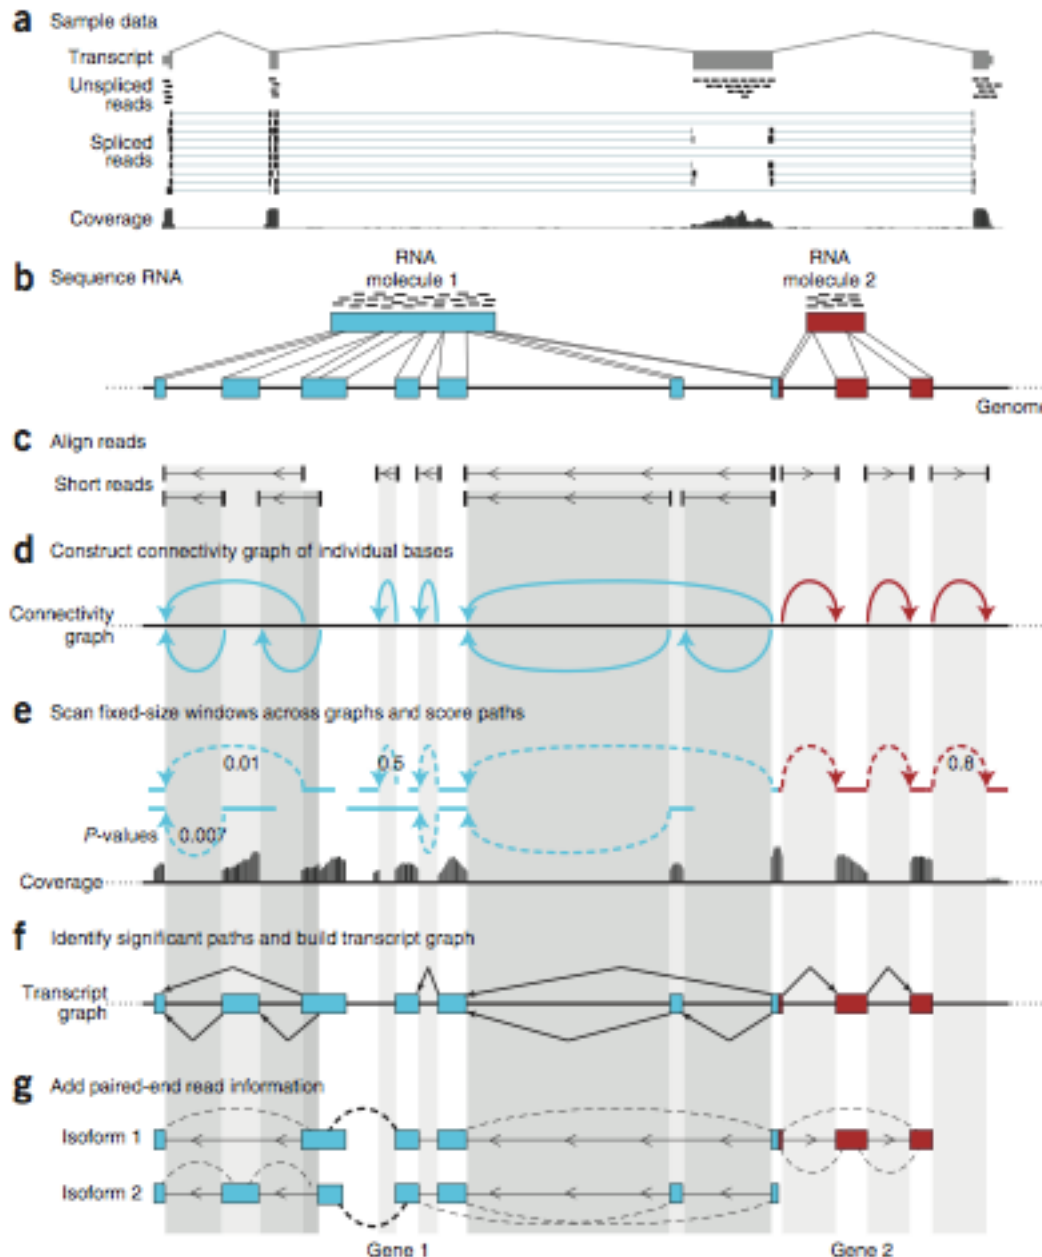 a Sample data
Transcript
Unspliced
reads
Spliced
reads
Coverage
b Sequence RNA
RNA
molecule 1
RNA
molecule 2
Genome
c Align reads
Short reads
d Construct connectivity graph of individual bases
Connectivity
graph
e Scan fixed-size windows across graphs and score paths
0.01
0.5
0.8
P-values
0.007
Coverage
f Identify significant paths and build transcript graph
Transcript
graph
g Add paired-end read information
Isoform 1
Isoform 2
Gene 1
Gene 2